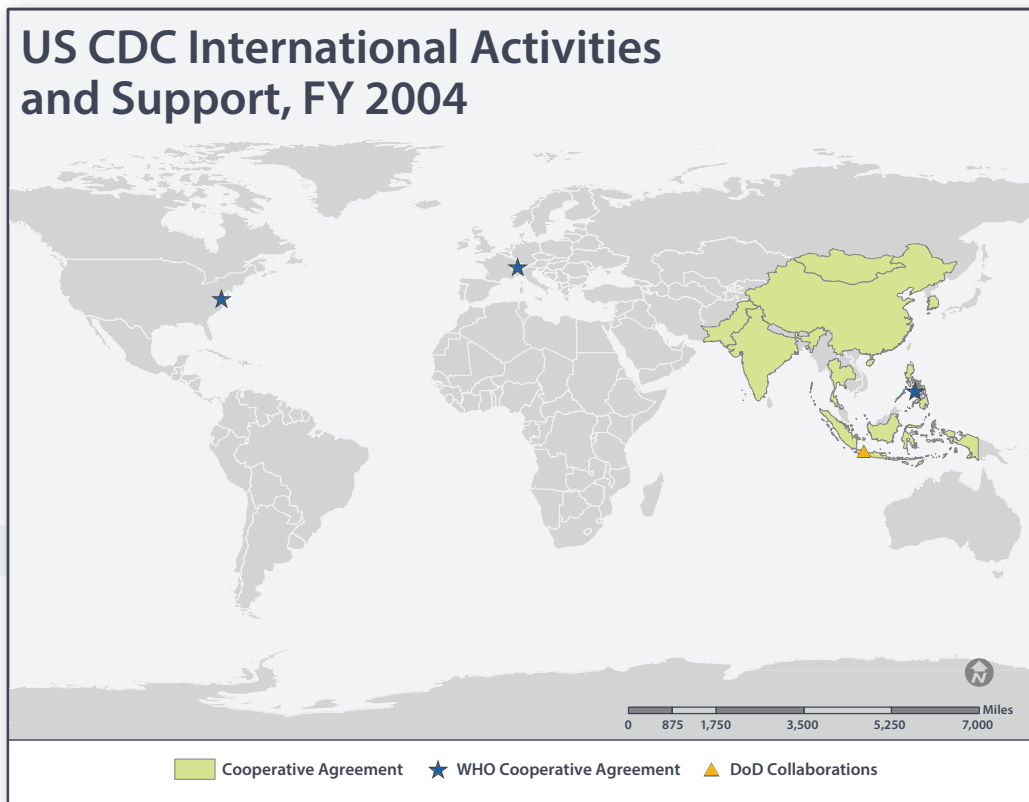 US CDC International Activities
and Support, FY 2004
N
Miles
0 875 1,750 3,500 5,250 7,000
Cooperative Agreement WHO Cooperative Agreement DoD Collaborations